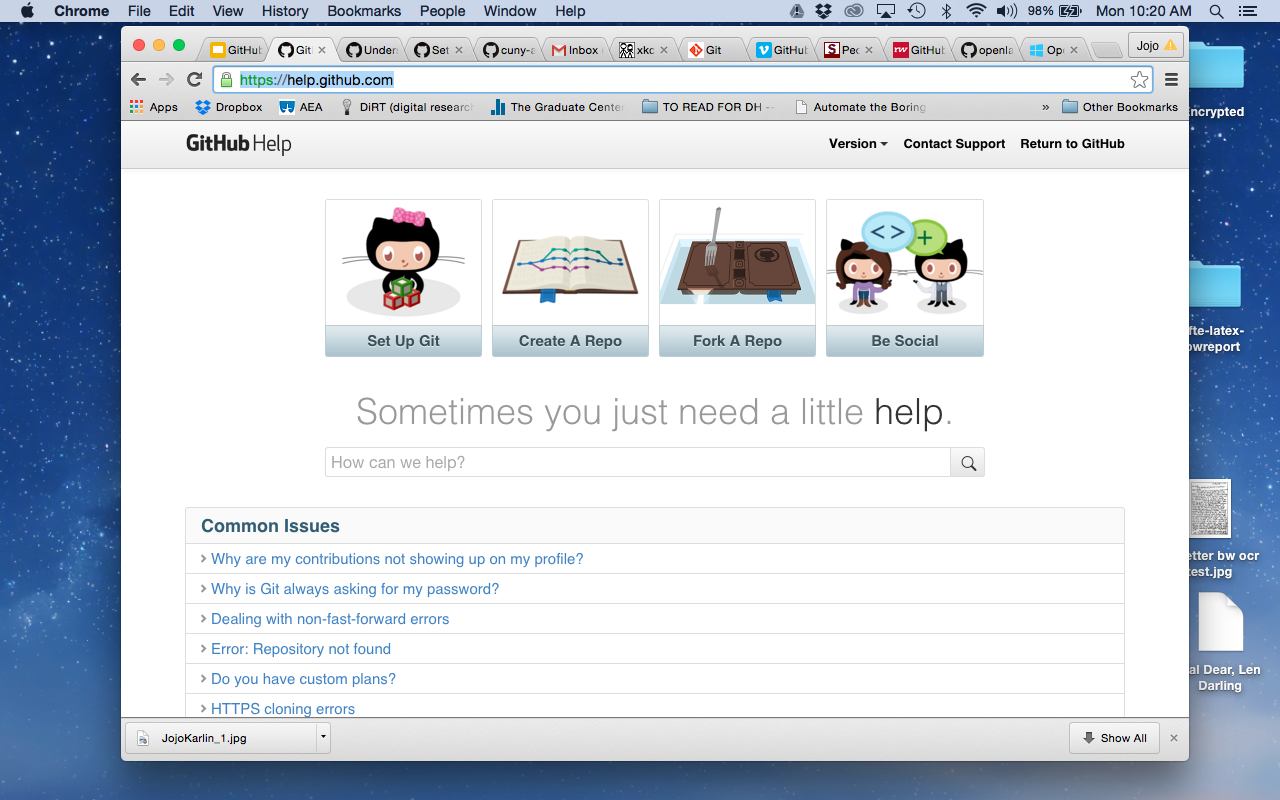 Chrome File Edit View History Bookmarks People Window Help 98% Mon 10:20 AM
GitHub Git Unders Set cuny-a Inbox xkc Git GitHub Pec GitHub openla Ope Jojo
https://help.github.com
Apps Dropbox AEA DiRT (digital research The Graduate Center TO READ FOR DH -- Automate the Boring » Other Bookmarks
GitHub Help Version Contact Support Return to GitHub
Set Up Git Create A Repo Fork A Repo Be Social
Sometimes you just need a little help.
How can we help?
Common Issues
Why are my contributions not showing up on my profile?
Why is Git always asking for my password?
Dealing with non-fast-forward errors
Error: Repository not found
Do you have custom plans?
HTTPS cloning errors
JojoKarlin_1.jpg Show All
ncrypted
fte-latex-
owreport
etter bw ocr
test.jpg
al Dear, Len
Darling